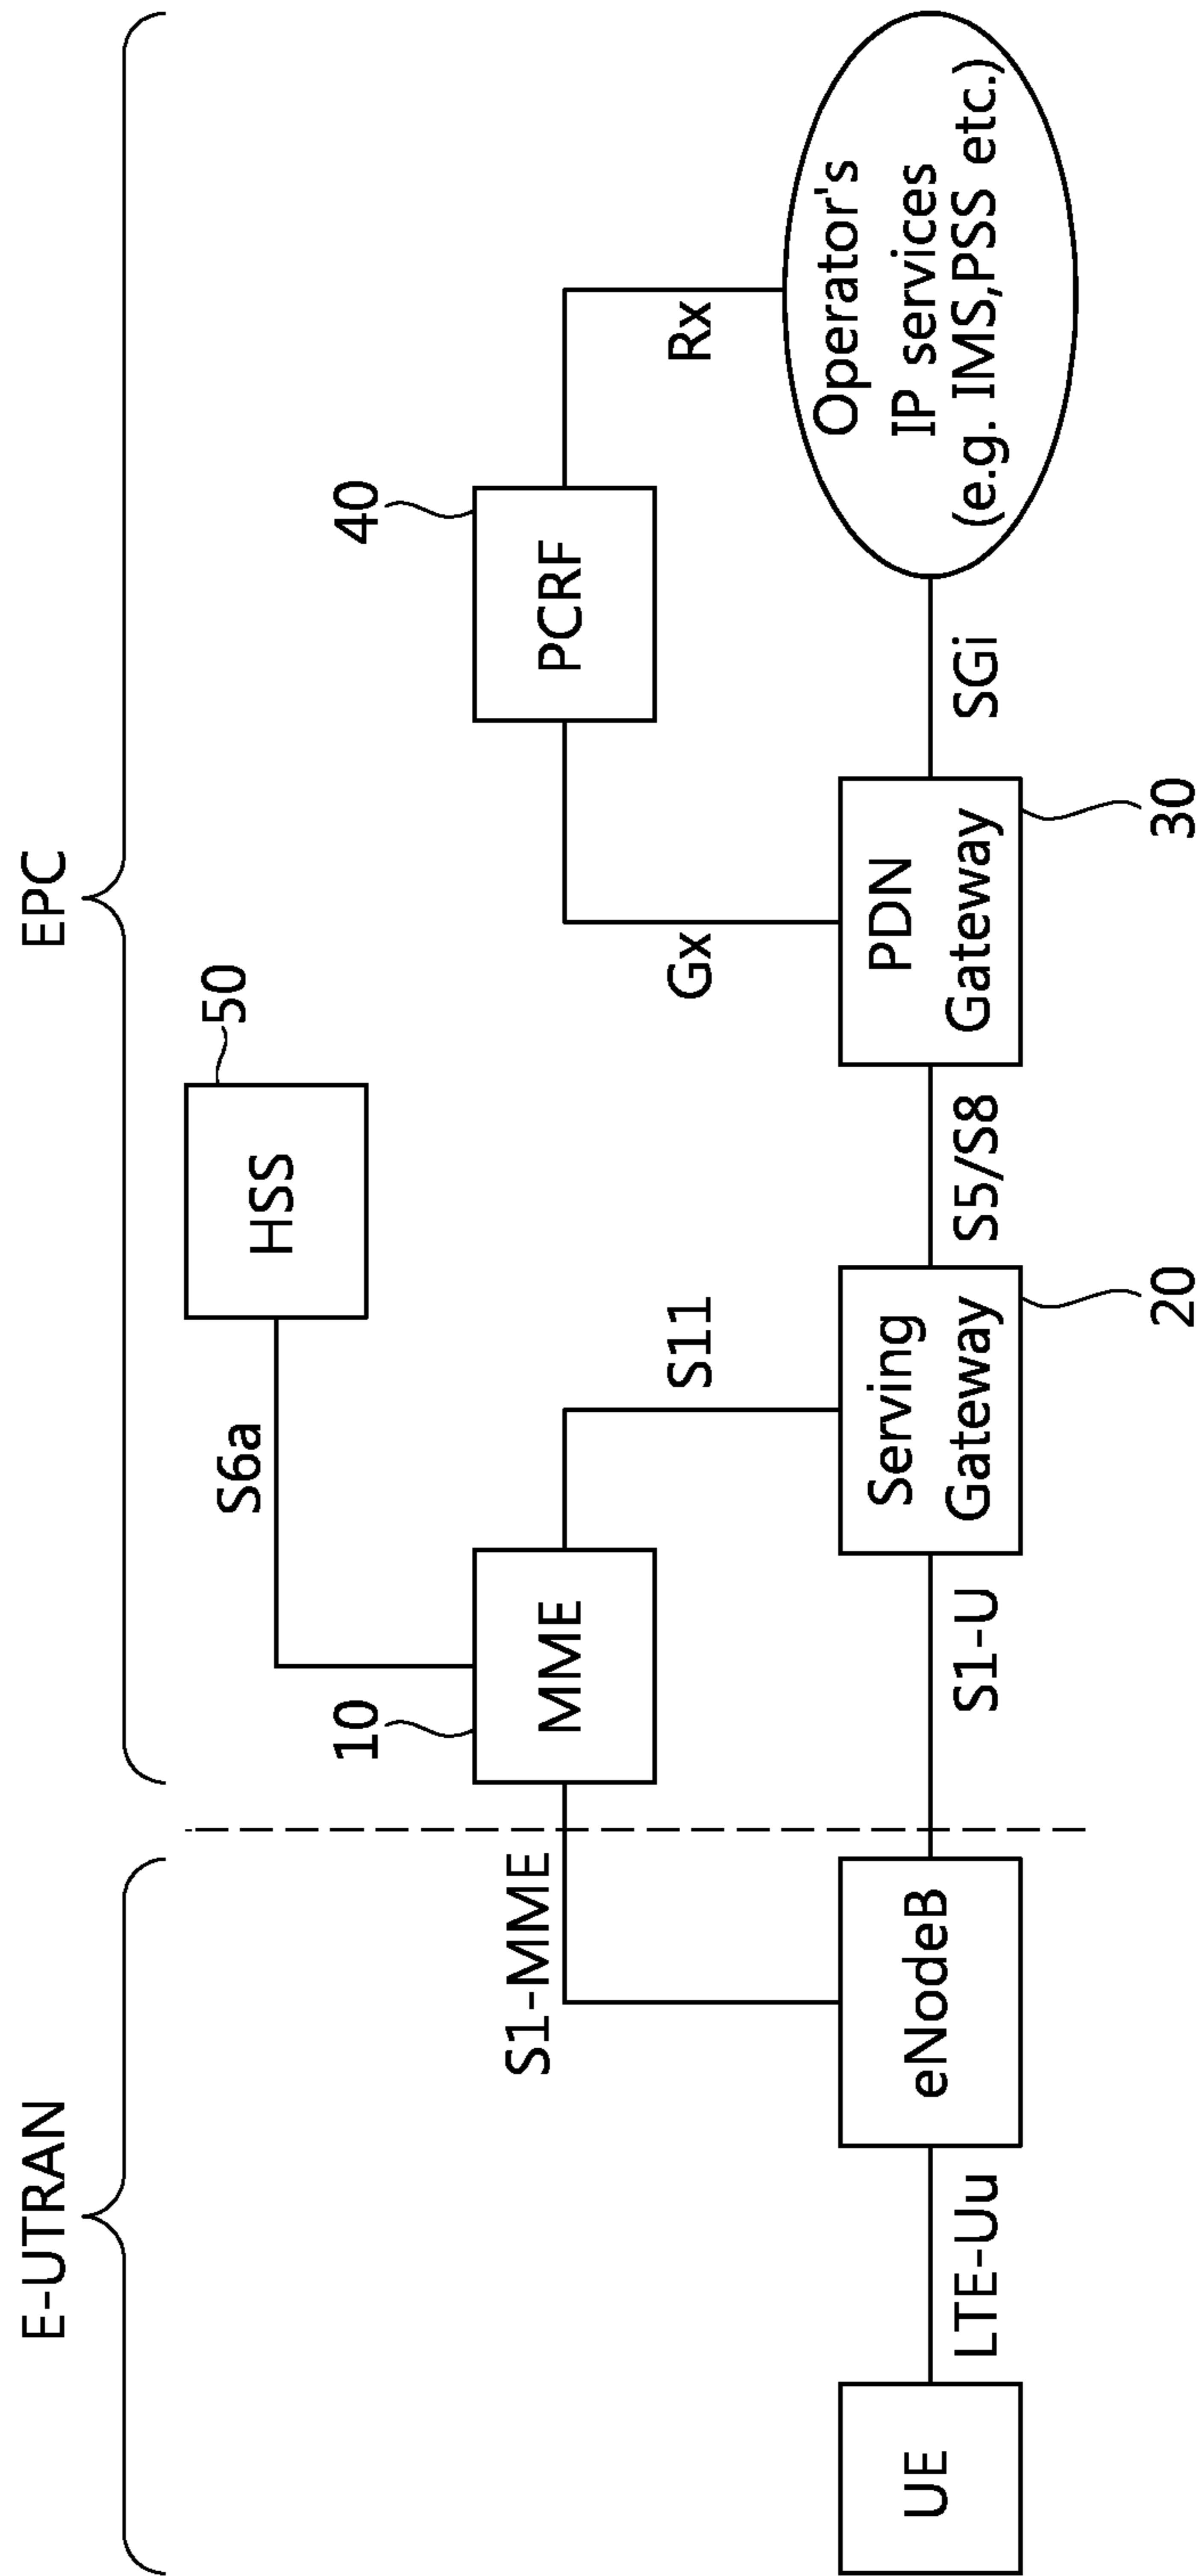 E-UTRAN
EPC
HSS
50
S6a
10
MME
40
PCRF
S1-MME
S11
Gx
Rx
UE
LTE-Uu
eNodeB
S1-U
Serving
Gateway
20
S5/S8
PDN
Gateway
30
SGi
Operator's
IP services
(e.g. IMS,PSS etc.)